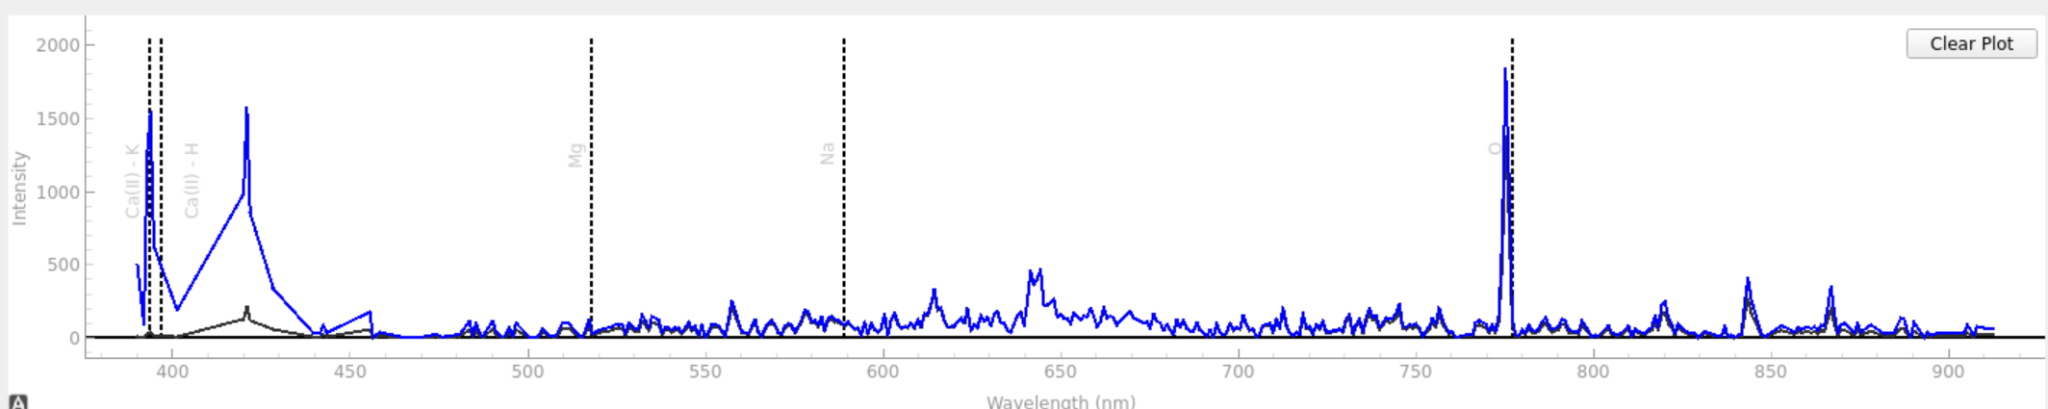 Clear Plot
2000
1500
1000
500
0
Intensity
Ca(II) - K
Ca(II) - H
Mg
Na
O
400 450 500 550 600 650 700 750 800 850 900
Wavelength (nm)
A